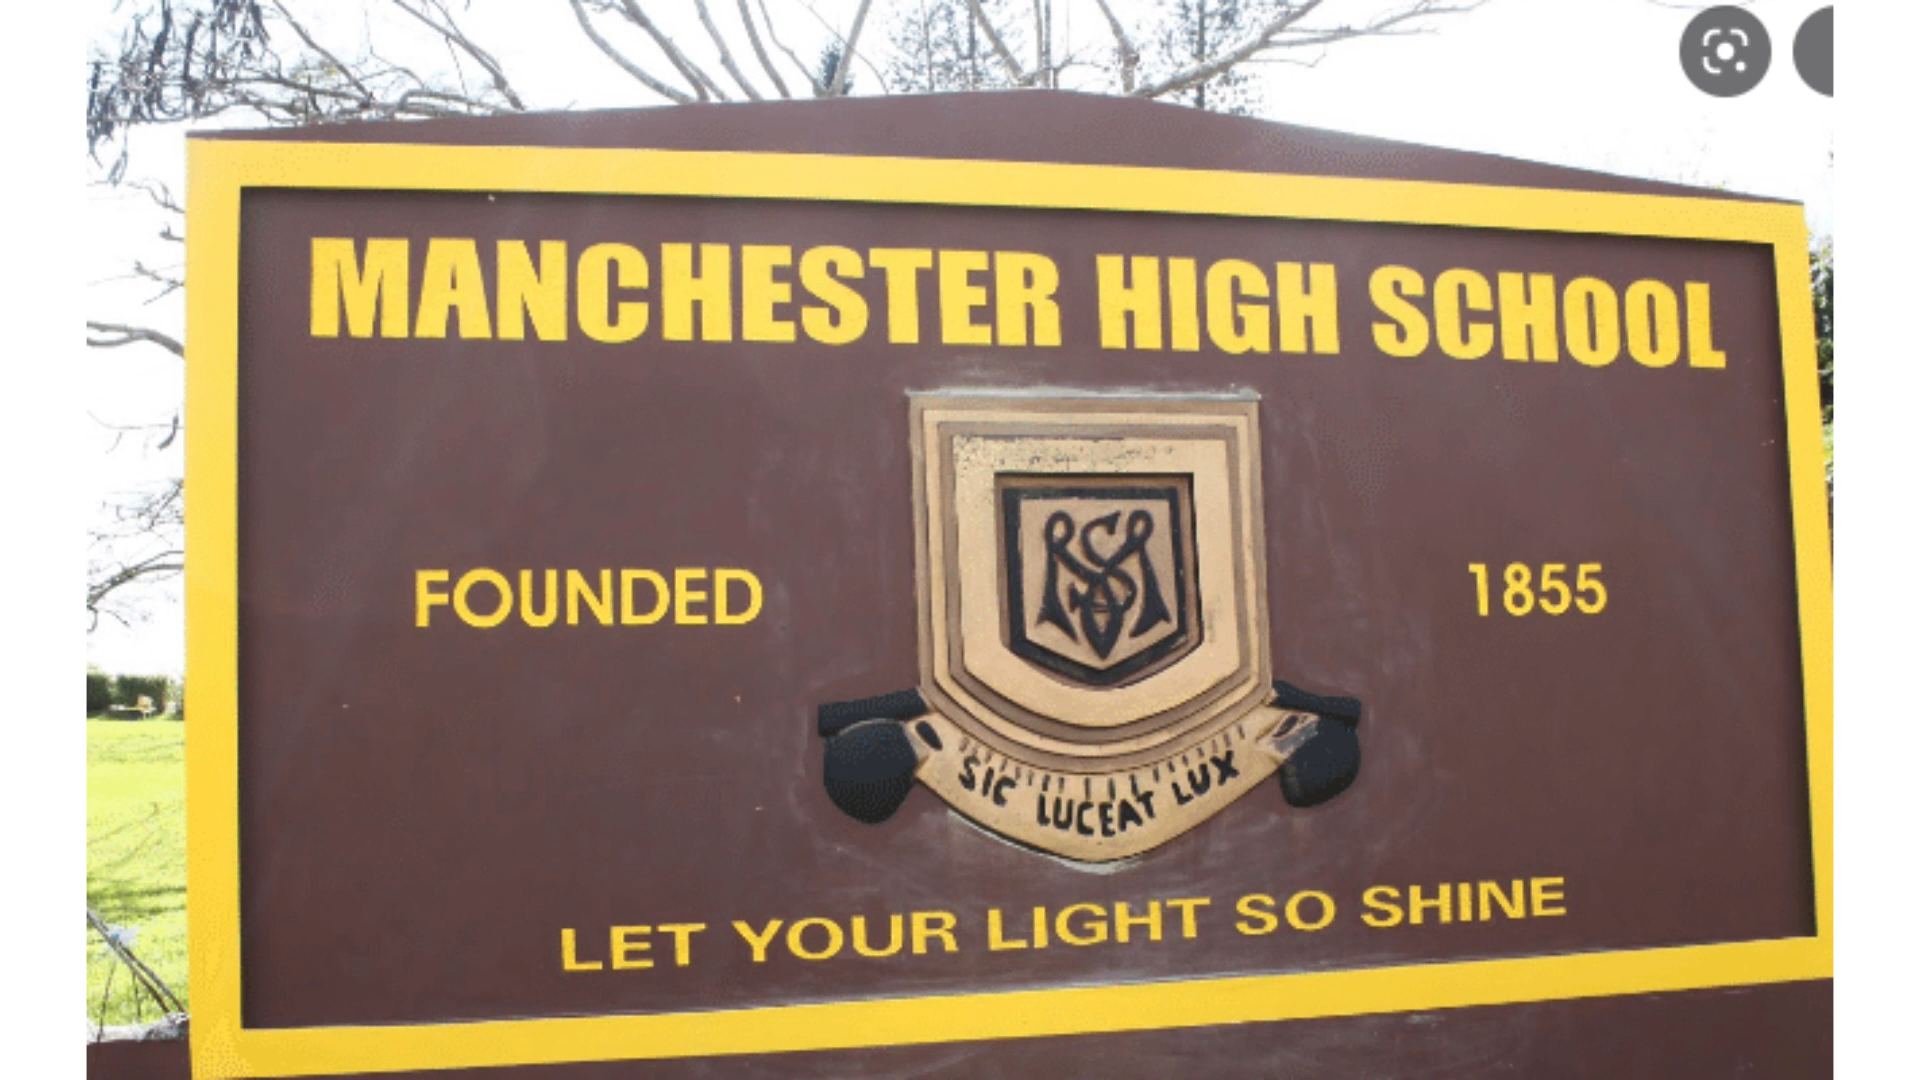 MANCHESTER HIGH SCHOOL
FOUNDED
1855
SIC LUCEAT LUX
LET YOUR LIGHT SO SHINE